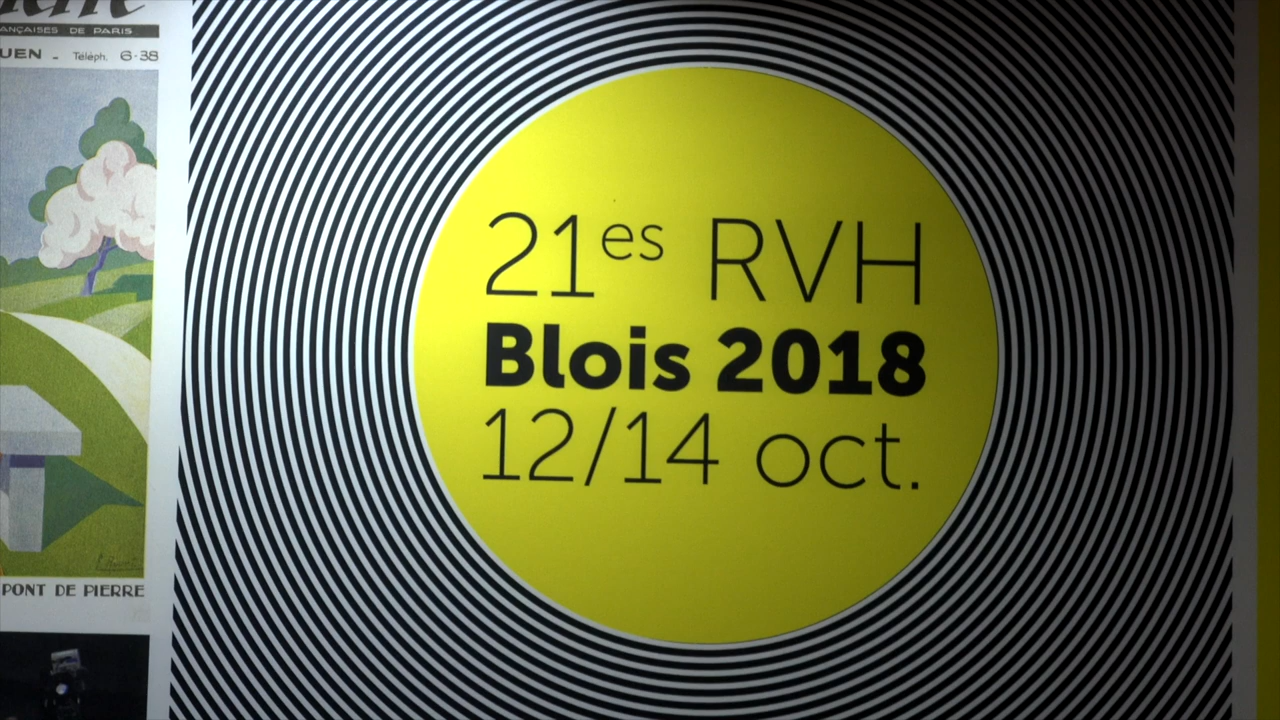 ANÇAISES DE PARIS
UEN - Téléph. 6-38
PONT DE PIERRE
21es RVH
Blois 2018
12/14 oct.